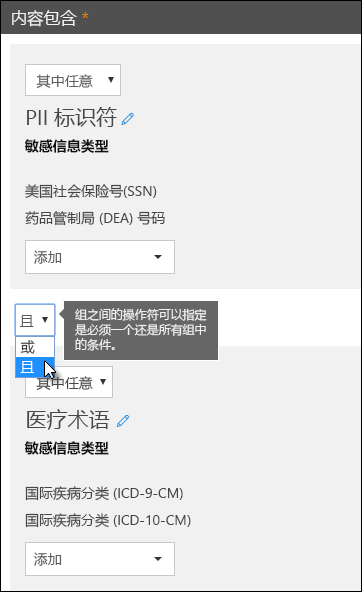 内容包含 *
其中任意
PII 标识符
敏感信息类型
美国社会保险号(SSN)
药品管制局 (DEA) 号码
添加
且
组之间的操作符可以指定
是必须一个还是所有组中
的条件。
或
且
其中任意
医疗术语
敏感信息类型
国际疾病分类 (ICD-9-CM)
国际疾病分类 (ICD-10-CM)
添加